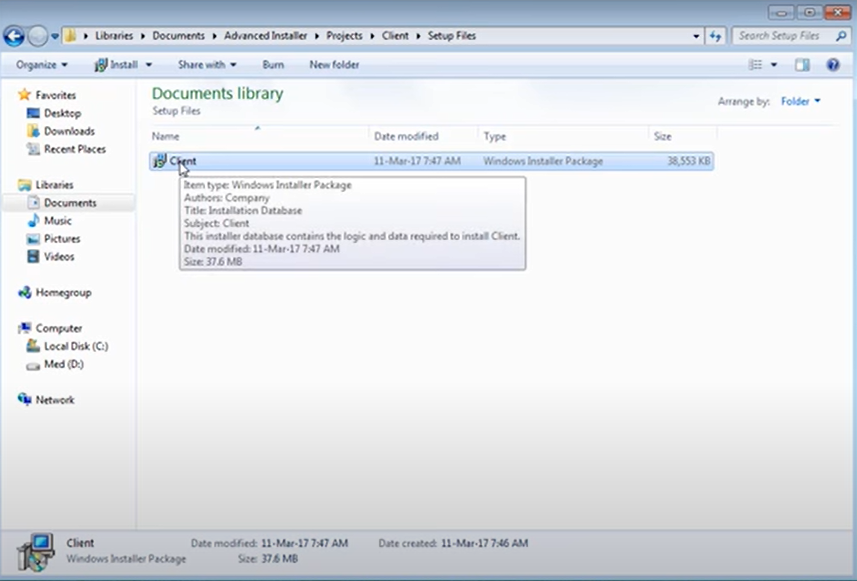 Libraries Documents Advanced Installer Projects Client Setup Files Search Setup Files
Organize Install Share with Burn New folder
Favorites
Desktop
Downloads
Recent Places
Libraries
Documents
Music
Pictures
Videos
Homegroup
Computer
Local Disk (C:)
Med (D:)
Network
Documents library
Setup Files
Arrange by: Folder
Name Date modified Type Size
Client 11-Mar-17 7:47 AM Windows Installer Package 38,553 KB
Item type: Windows Installer Package
Authors: Company
Title: Installation Database
Subject: Client
This installer database contains the logic and data required to install Client.
Date modified: 11-Mar-17 7:47 AM
Size: 37.6 MB
Client Date modified: 11-Mar-17 7:47 AM Date created: 11-Mar-17 7:46 AM
Windows Installer Package Size: 37.6 MB